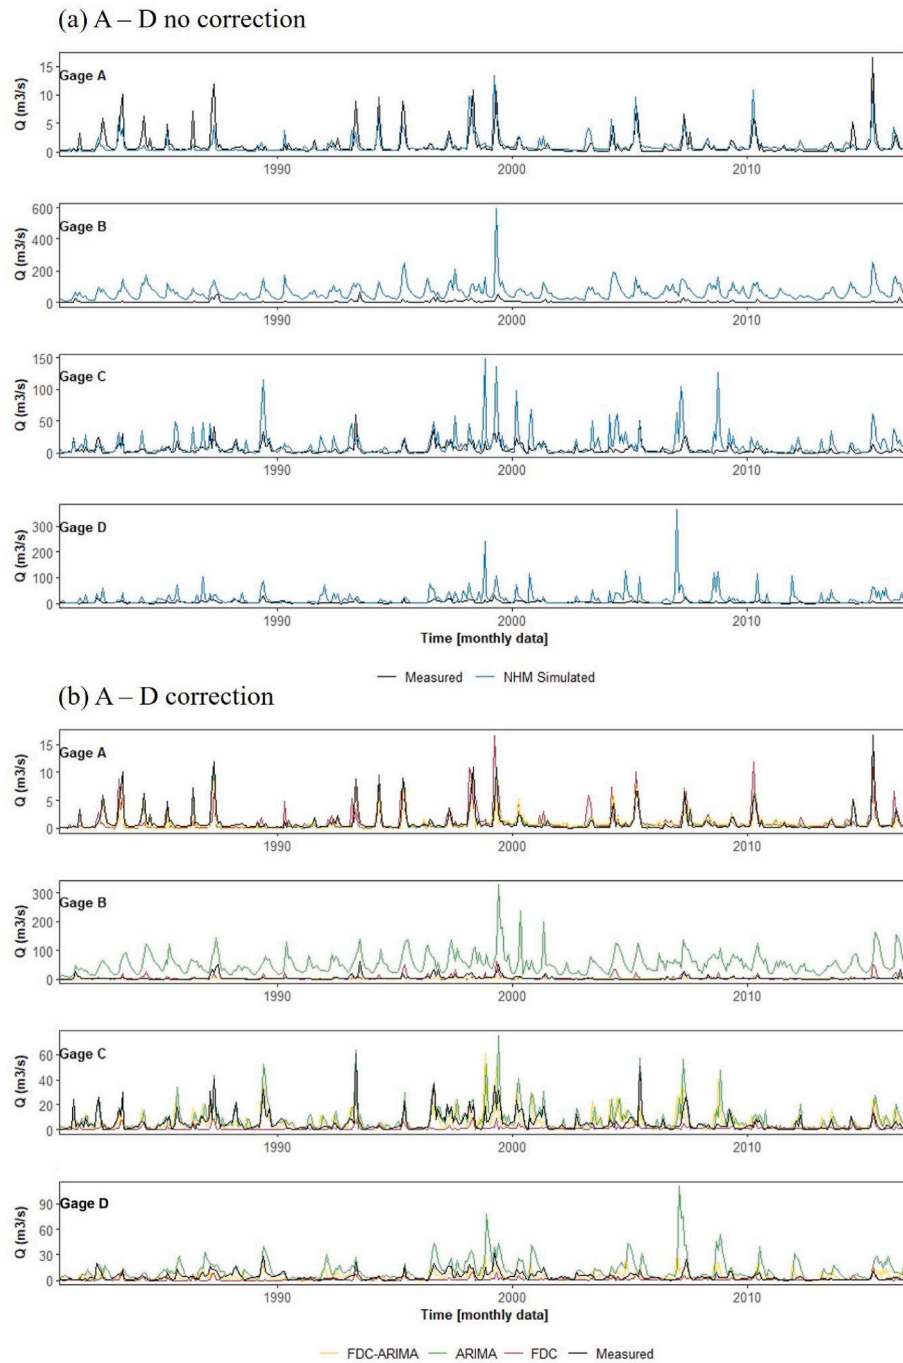 (a) A – D no correction
Gage A
Q (m3/s)
15
10
5
0
1990
2000
2010
Gage B
Q (m3/s)
600
400
200
0
1990
2000
2010
Gage C
Q (m3/s)
150
100
50
0
1990
2000
2010
Gage D
Q (m3/s)
300
200
100
0
1990
2000
2010
Time [monthly data]
Measured NHM Simulated
(b) A – D correction
Gage A
Q (m3/s)
15
10
5
0
1990
2000
2010
Gage B
Q (m3/s)
300
200
100
0
1990
2000
2010
Gage C
Q (m3/s)
60
40
20
0
1990
2000
2010
Gage D
Q (m3/s)
90
60
30
0
1990
2000
2010
Time [monthly data]
FDC-ARIMA ARIMA FDC Measured